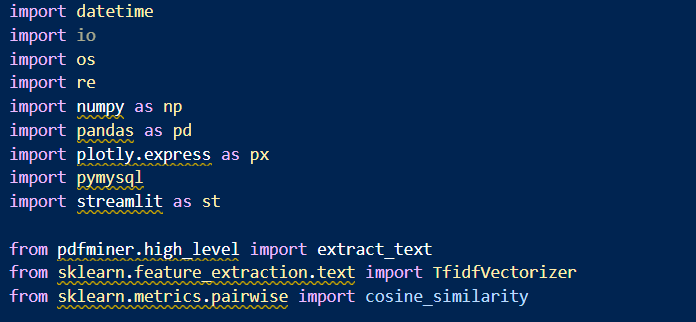 import datetime
import io
import os
import re
import numpy as np
import pandas as pd
import plotly.express as px
import pymysql
import streamlit as st
from pdfminer.high_level import extract_text
from sklearn.feature_extraction.text import TfidfVectorizer
from sklearn.metrics.pairwise import cosine_similarity